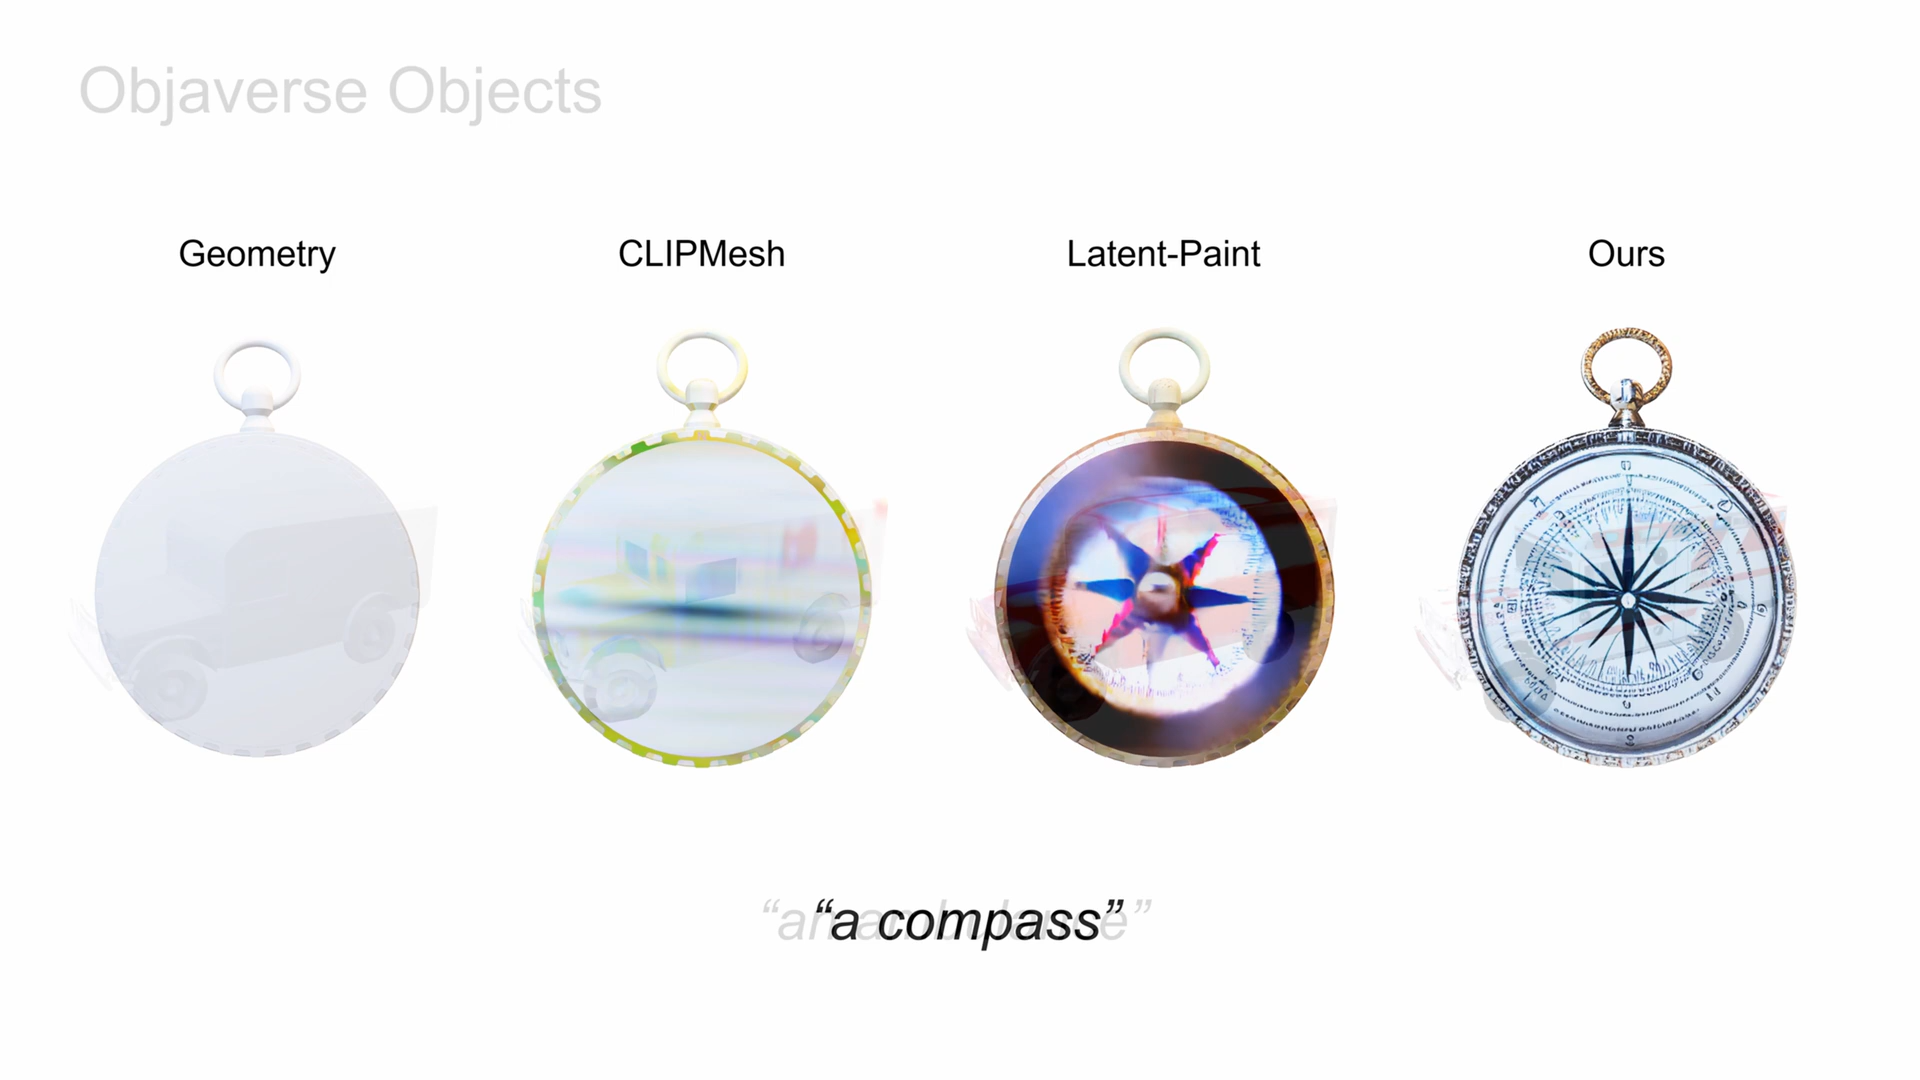 Objaverse Objects
Geometry
CLIPMesh
Latent-Paint
Ours
“a compass”